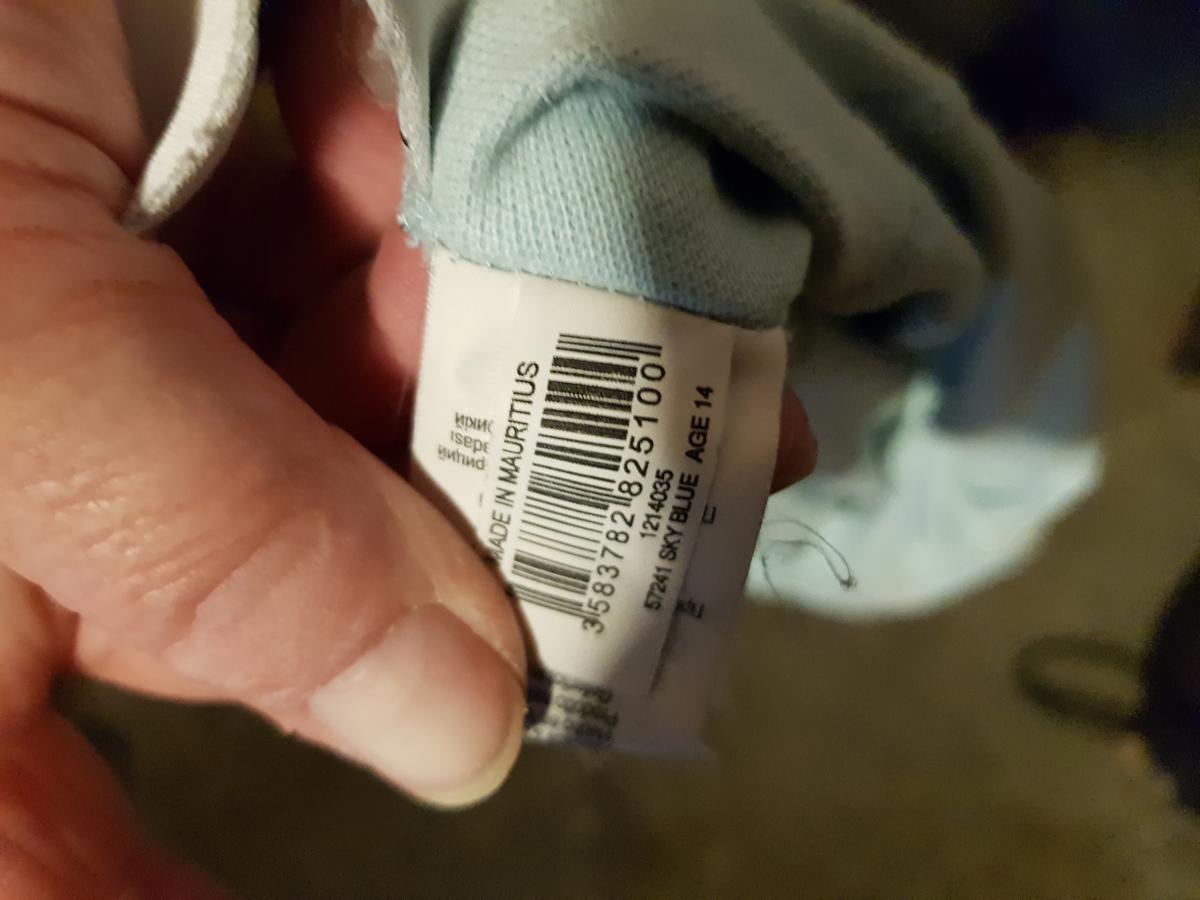 MADE IN MAURITIUS
3583782825100
1214035
57241 SKY BLUE AGE 14